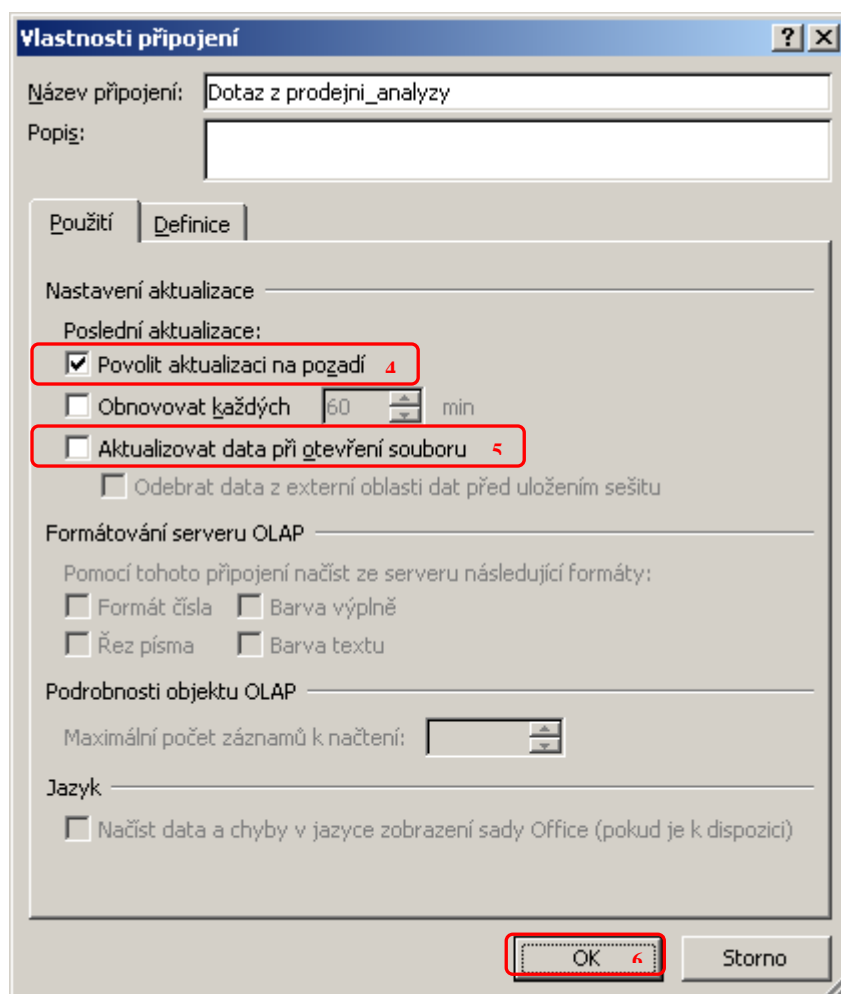 Vlastnosti připojení
Název připojení: Dotaz z prodejni_analyzy
Popis:
Použití Definice
Nastavení aktualizace
Poslední aktualizace:
Povolit aktualizaci na pozadí 4
Obnovovat každých 60 min
Aktualizovat data při otevření souboru 5
Odebrat data z externí oblasti dat před uložením sešitu
Formátování serveru OLAP
Pomocí tohoto připojení načíst ze serveru následující formáty:
Formát čísla Barva výplně
Řez písma Barva textu
Podrobnosti objektu OLAP
Maximální počet záznamů k načtení:
Jazyk
Načíst data a chyby v jazyce zobrazení sady Office (pokud je k dispozici)
OK 6 Storno